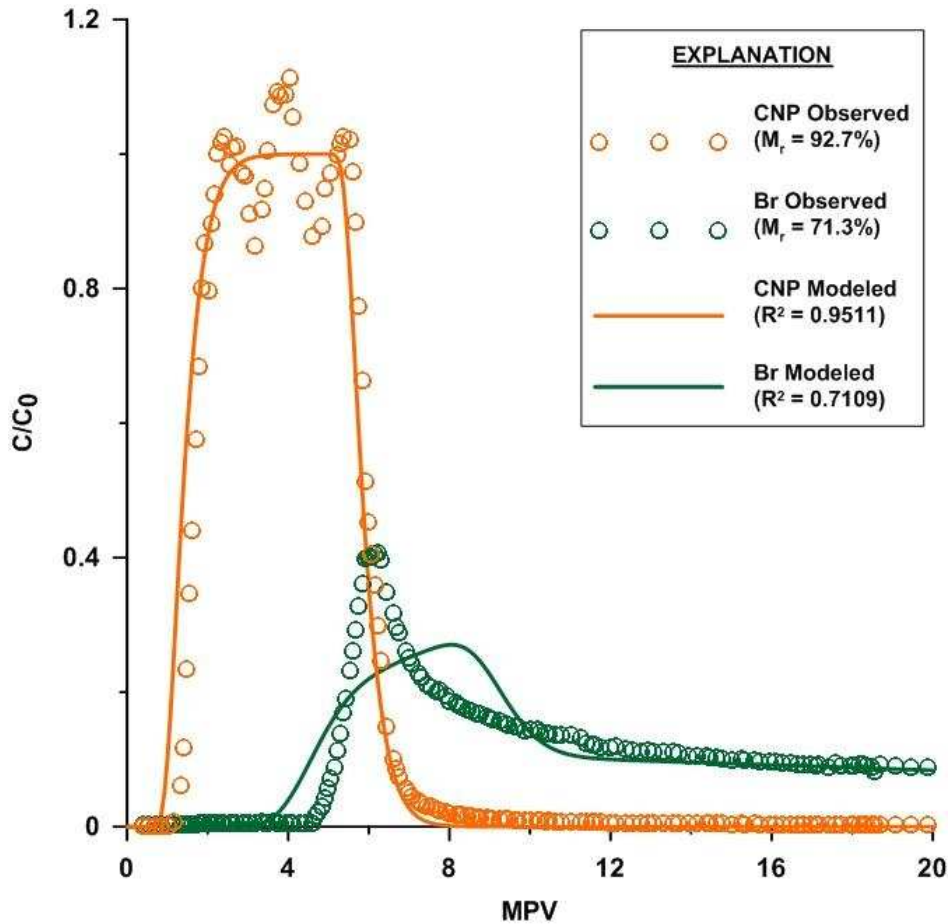 1.2
0.8
0.4
0
C/C0
0
4
8
12
16
20
MPV
EXPLANATION
CNP Observed
(Mr = 92.7%)
Br Observed
(Mr = 71.3%)
CNP Modeled
(R² = 0.9511)
Br Modeled
(R² = 0.7109)